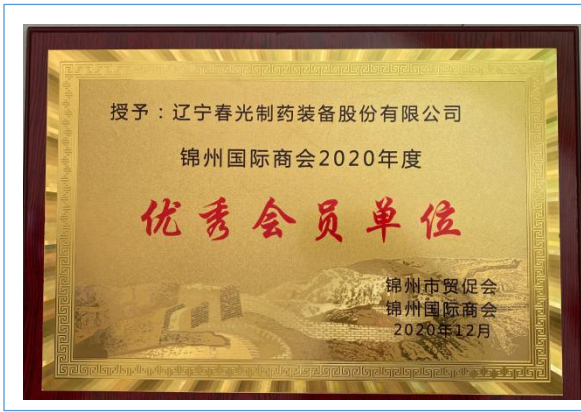 授予：辽宁春光制药装备股份有限公司
锦州国际商会2020年度
优秀会员单位
锦州市贸促会
锦州国际商会
2020年12月